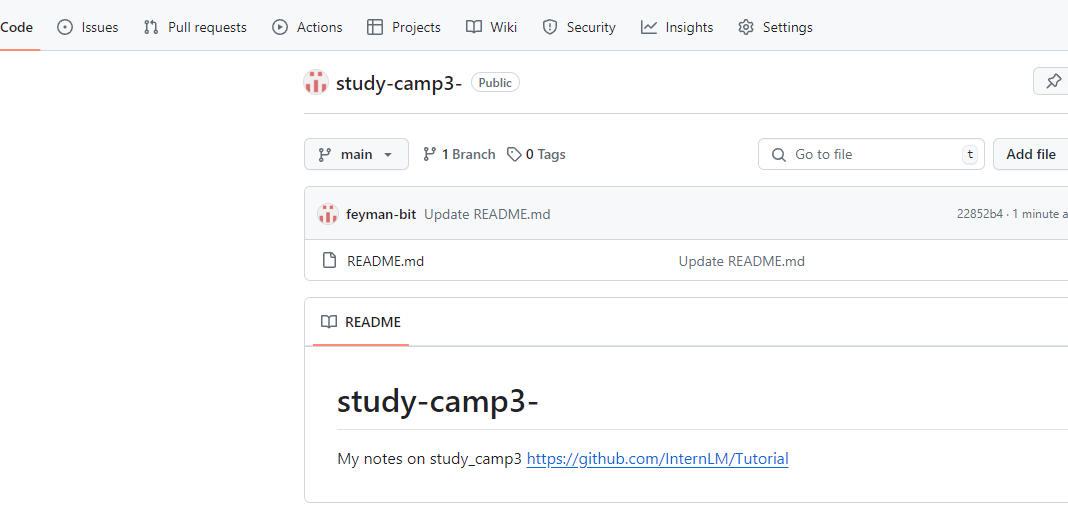 Code Issues Pull requests Actions Projects Wiki Security Insights Settings
study-camp3- Public
main 1 Branch 0 Tags Go to file t Add file
feyman-bit Update README.md 22852b4 · 1 minute a
README.md Update README.md
README
study-camp3-
My notes on study_camp3 https://github.com/InternLM/Tutorial